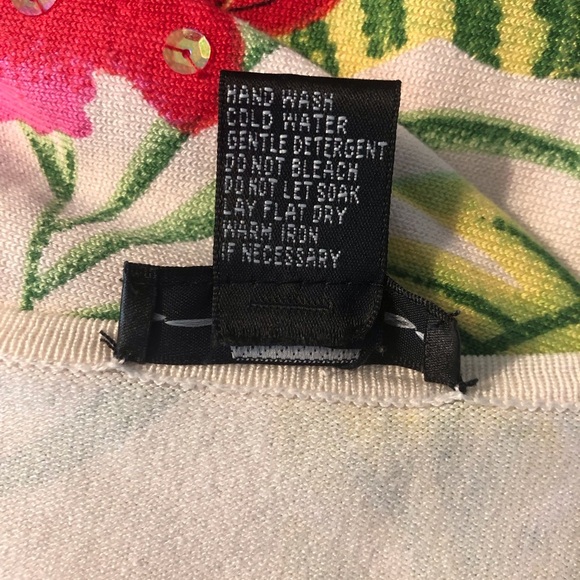 HAND WASH
COLD WATER
GENTLE DETERGENT
DO NOT BLEACH
DO NOT LET SOAK
LAY FLAT DRY
WARM IRON
IF NECESSARY